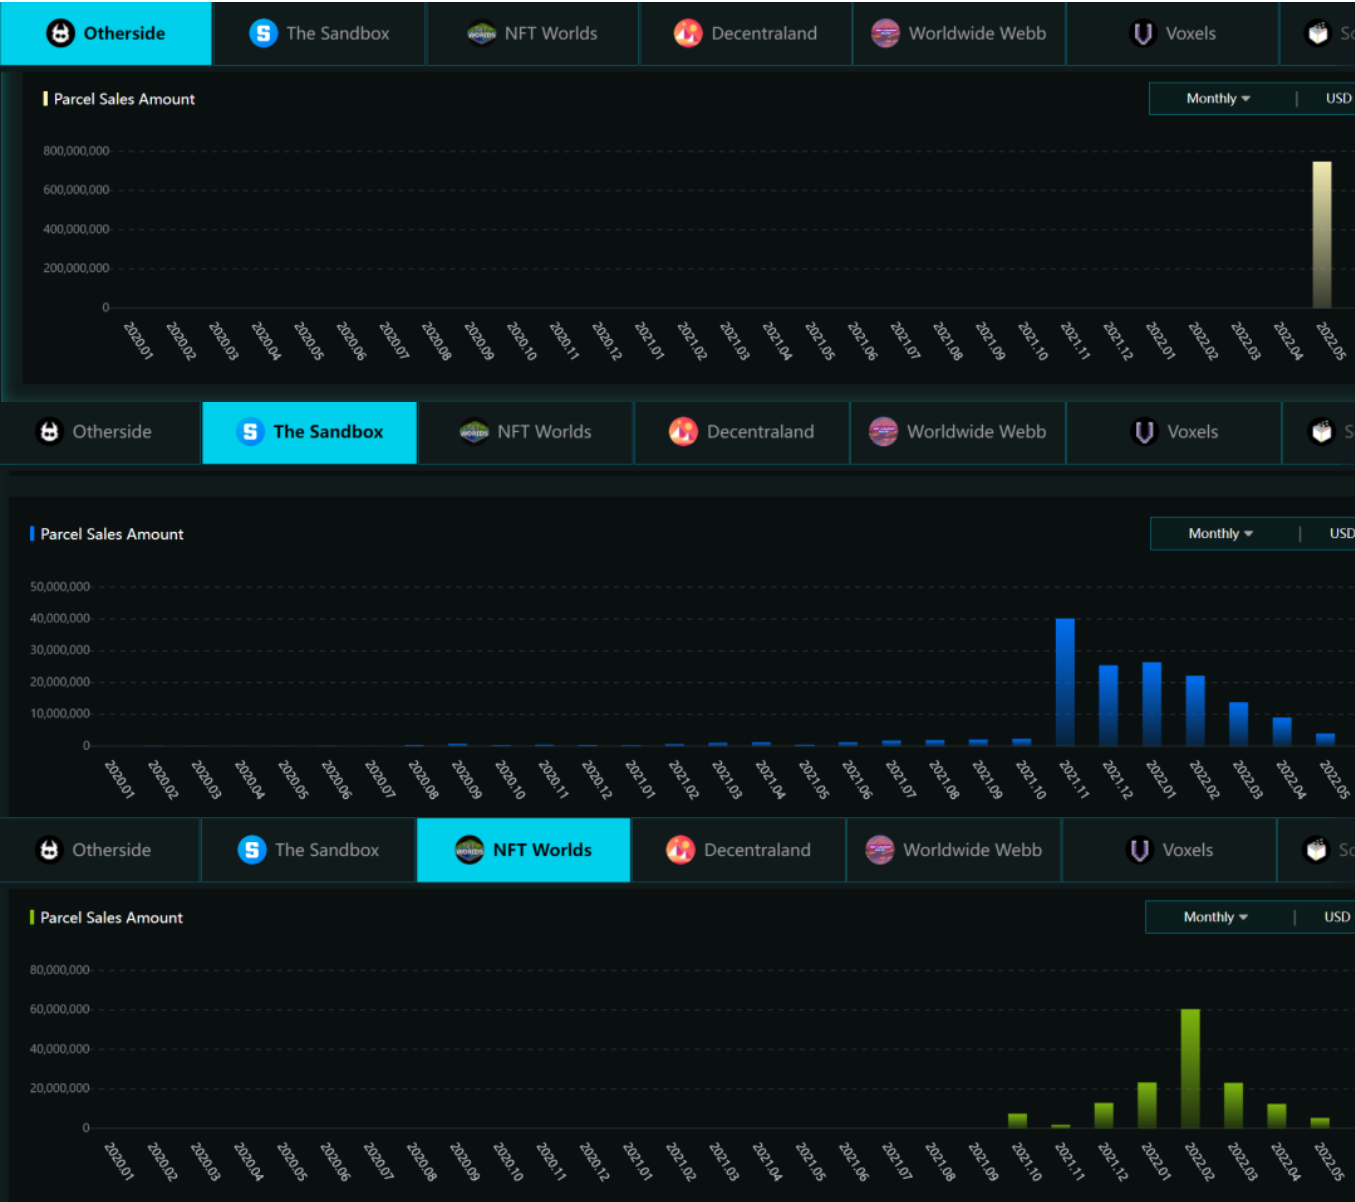 Otherside The Sandbox NFT Worlds Decentraland Worldwide Webb Voxels
Parcel Sales Amount Monthly | USD
800,000,000
600,000,000
400,000,000
200,000,000
0
2020.01 2020.02 2020.03 2020.04 2020.05 2020.06 2020.07 2020.08 2020.09 2020.10 2020.11 2020.12 2021.01 2021.02 2021.03 2021.04 2021.05 2021.06 2021.07 2021.08 2021.09 2021.10 2021.11 2021.12 2022.01 2022.02 2022.03 2022.04 2022.05
Otherside The Sandbox NFT Worlds Decentraland Worldwide Webb Voxels S
Parcel Sales Amount Monthly | USD
50,000,000
40,000,000
30,000,000
20,000,000
10,000,000
0
2020.01 2020.02 2020.03 2020.04 2020.05 2020.06 2020.07 2020.08 2020.09 2020.10 2020.11 2020.12 2021.01 2021.02 2021.03 2021.04 2021.05 2021.06 2021.07 2021.08 2021.09 2021.10 2021.11 2021.12 2022.01 2022.02 2022.03 2022.04 2022.05
Otherside The Sandbox NFT Worlds Decentraland Worldwide Webb Voxels
Parcel Sales Amount Monthly | USD
80,000,000
60,000,000
40,000,000
20,000,000
0
2020.01 2020.02 2020.03 2020.04 2020.05 2020.06 2020.07 2020.08 2020.09 2020.10 2020.11 2020.12 2021.01 2021.02 2021.03 2021.04 2021.05 2021.06 2021.07 2021.08 2021.09 2021.10 2021.11 2021.12 2022.01 2022.02 2022.03 2022.04 2022.05